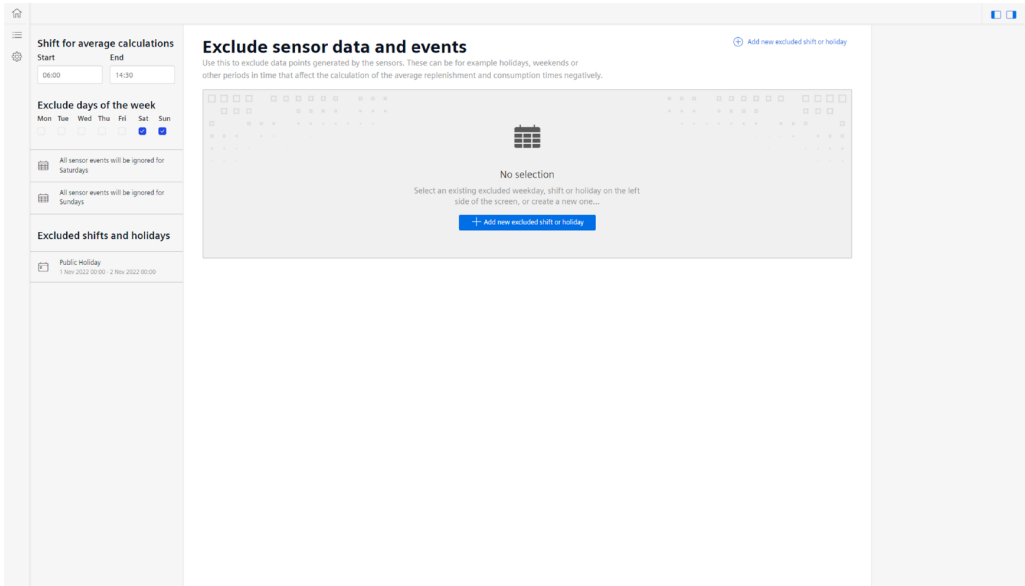 Shift for average calculations
Start End
06:00 14:30
Exclude days of the week
Mon Tue Wed Thu Fri Sat Sun
All sensor events will be ignored for
Saturdays
All sensor events will be ignored for
Sundays
Excluded shifts and holidays
Public Holiday
1 Nov 2022 00:00 - 2 Nov 2022 00:00
Exclude sensor data and events
Add new excluded shift or holiday
Use this to exclude data points generated by the sensors. These can be for example holidays, weekends or
other periods in time that affect the calculation of the average replenishment and consumption times negatively.
No selection
Select an existing excluded weekday, shift or holiday on the left
side of the screen, or create a new one...
Add new excluded shift or holiday